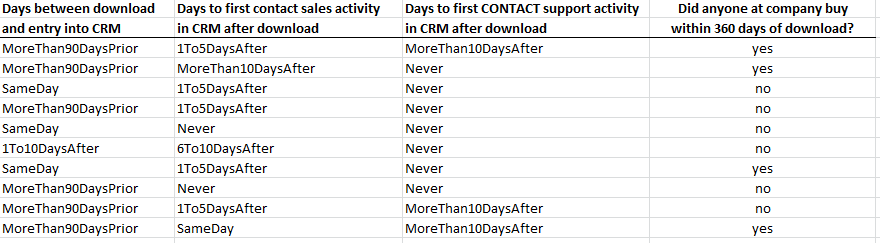 Days between download Days to first contact sales activity Days to first CONTACT support activity Did anyone at company buy
and entry into CRM in CRM after download in CRM after download within 360 days of download?
MoreThan90DaysPrior 1To5DaysAfter MoreThan10DaysAfter yes
MoreThan90DaysPrior MoreThan10DaysAfter Never yes
SameDay 1To5DaysAfter Never no
MoreThan90DaysPrior 1To5DaysAfter Never no
SameDay Never Never no
1To10DaysAfter 6To10DaysAfter Never no
SameDay 1To5DaysAfter Never yes
MoreThan90DaysPrior Never Never no
MoreThan90DaysPrior 1To5DaysAfter MoreThan10DaysAfter no
MoreThan90DaysPrior SameDay MoreThan10DaysAfter yes